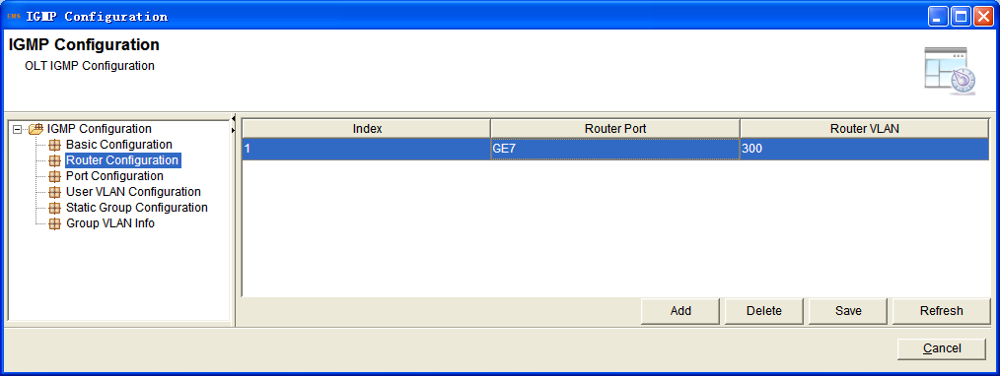 EMS IGMP Configuration
IGMP Configuration
OLT IGMP Configuration
IGMP Configuration
Basic Configuration
Router Configuration
Port Configuration
User VLAN Configuration
Static Group Configuration
Group VLAN Info
Index Router Port Router VLAN
1 GE7 300
Add Delete Save Refresh
Cancel